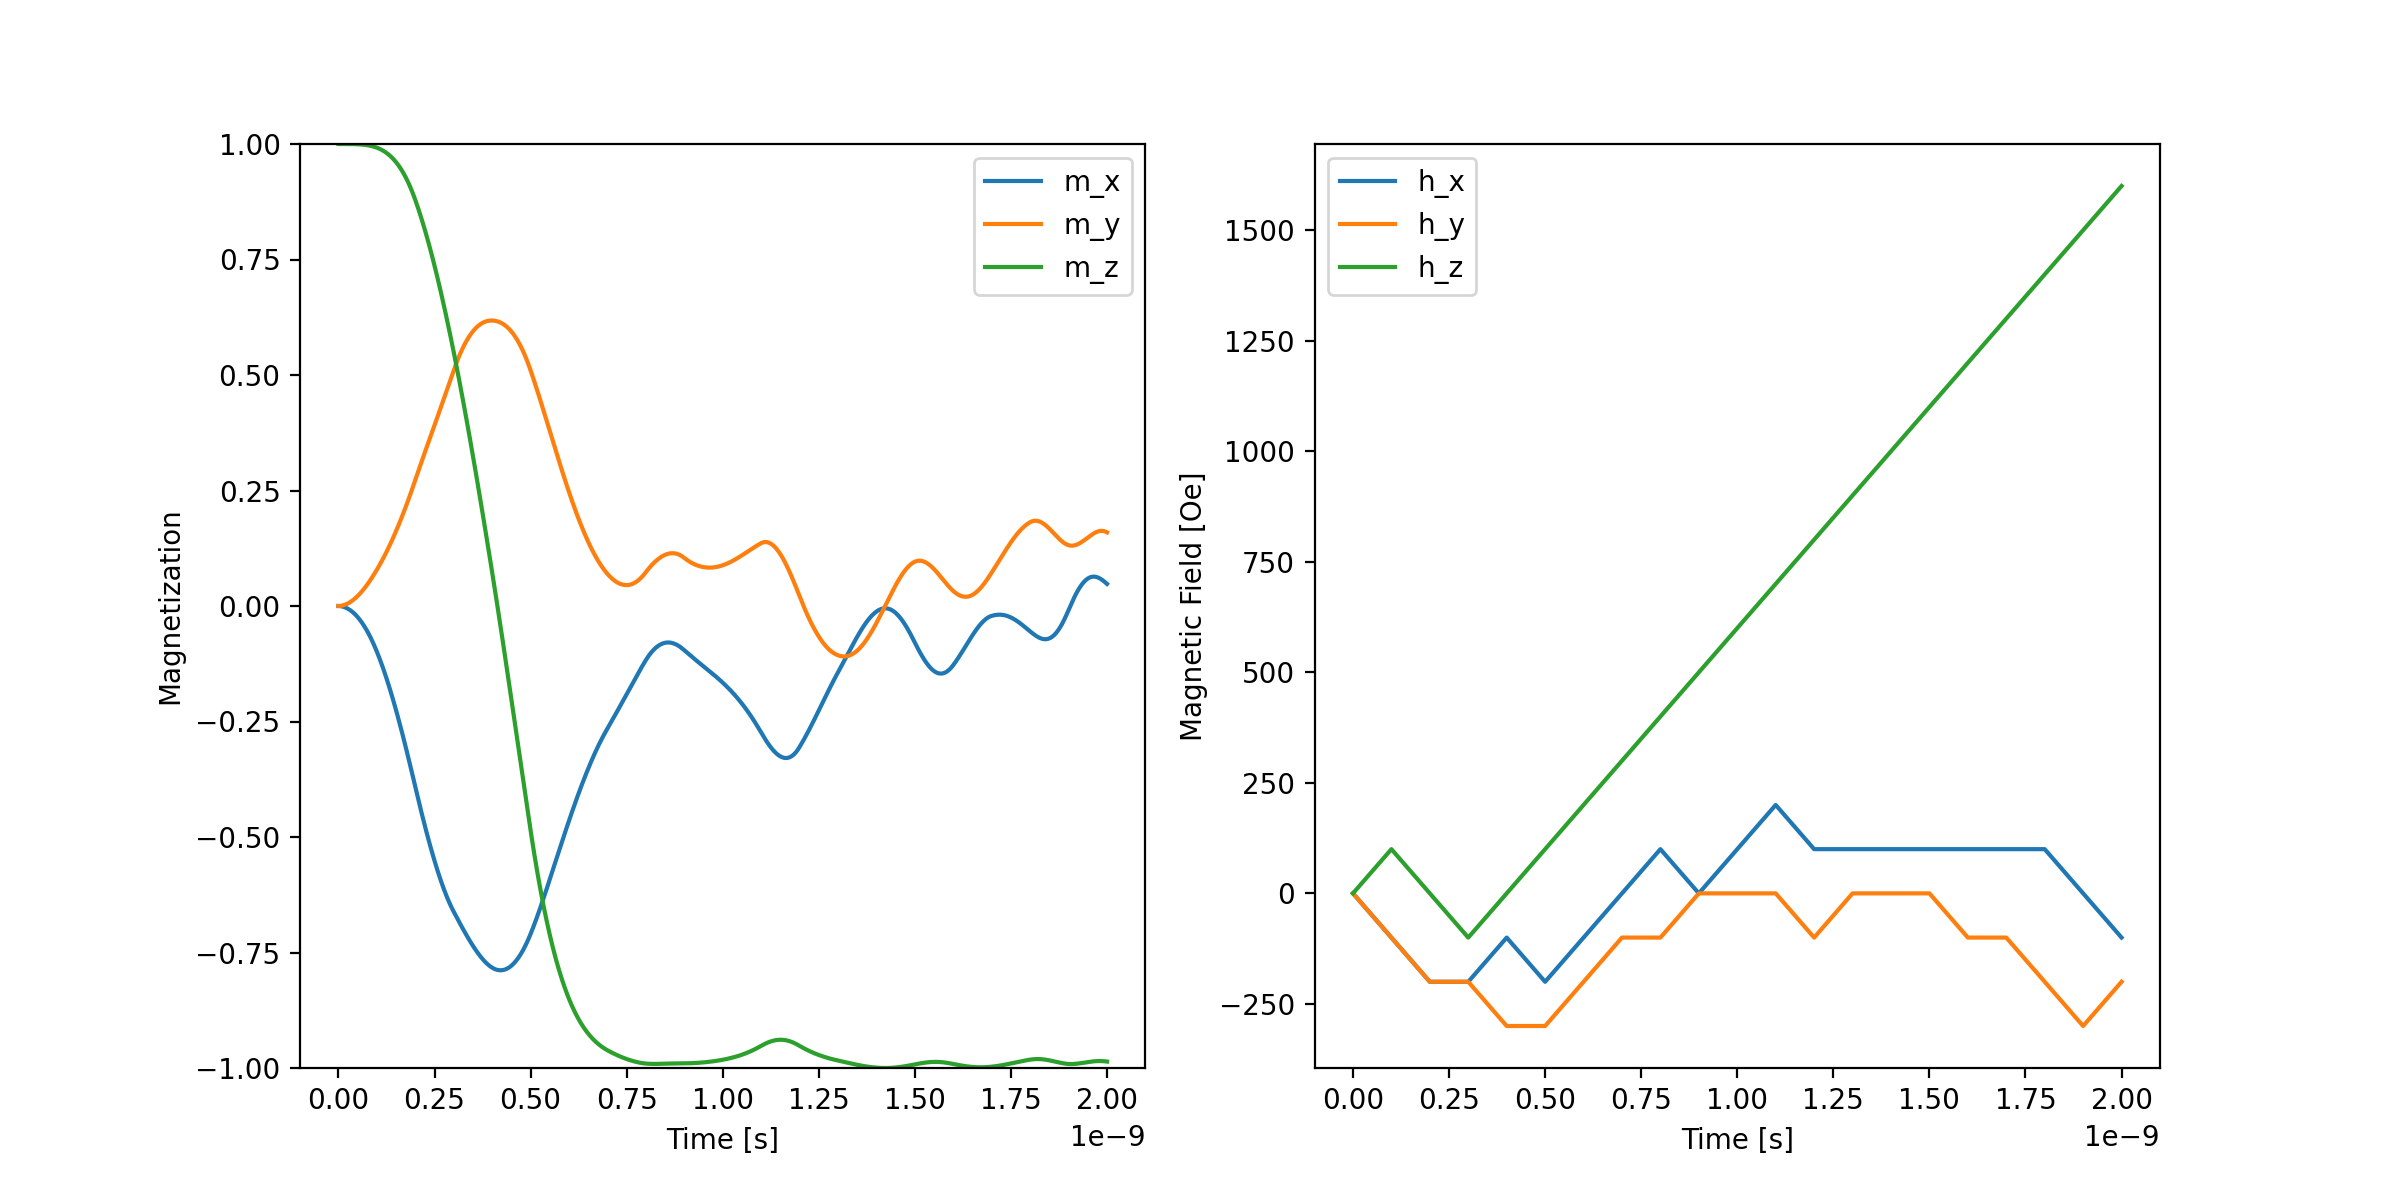 1.00
0.75
0.50
0.25
0.00
−0.25
−0.50
−0.75
−1.00
Magnetization
m_x
m_y
m_z
0.00 0.25 0.50 0.75 1.00 1.25 1.50 1.75 2.00
Time [s]
1e−9
1500
1250
1000
750
500
250
0
−250
Magnetic Field [Oe]
h_x
h_y
h_z
0.00 0.25 0.50 0.75 1.00 1.25 1.50 1.75 2.00
Time [s]
1e−9